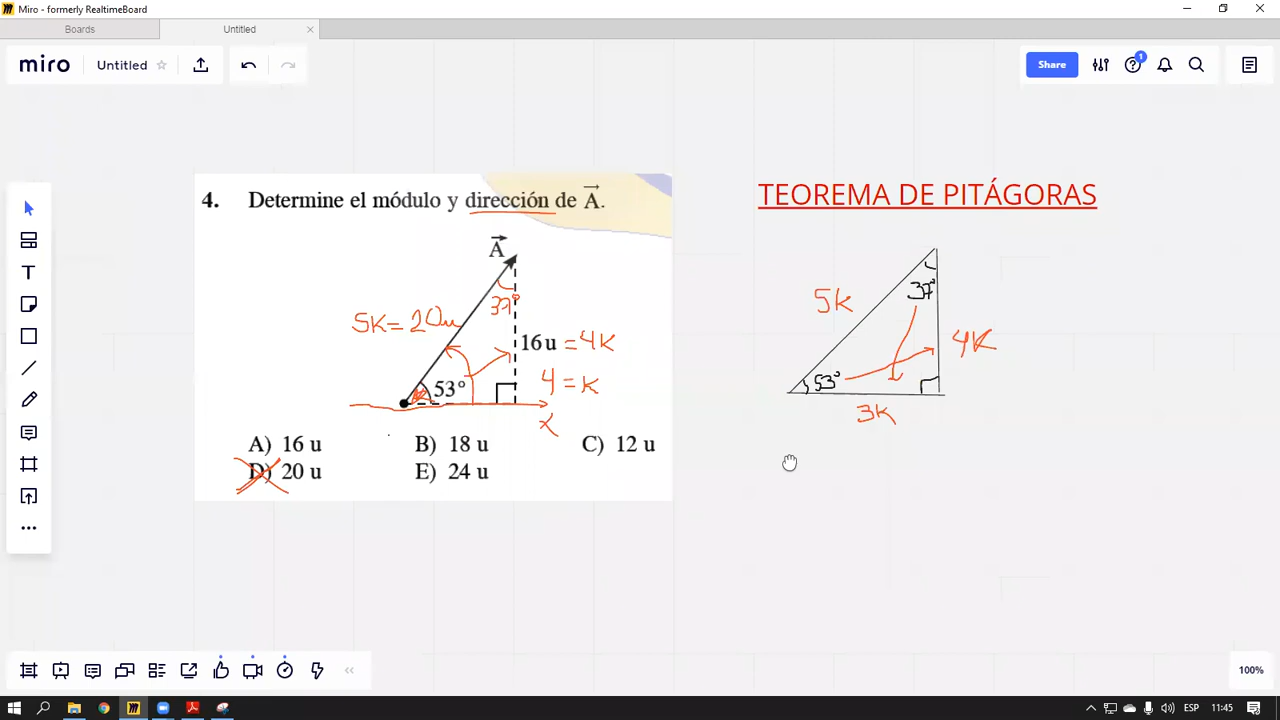 Miro - formerly RealtimeBoard
Boards
Untitled
miro
Untitled
1
Share
4. Determine el módulo y dirección de A.
TEOREMA DE PITÁGORAS
A
37°
5K = 20u
16 u = 4K
4 = K
53°
x
A) 16 u B) 18 u C) 12 u
D) 20 u E) 24 u
37°
5K
4K
53°
3K
100%
ESP 11:45